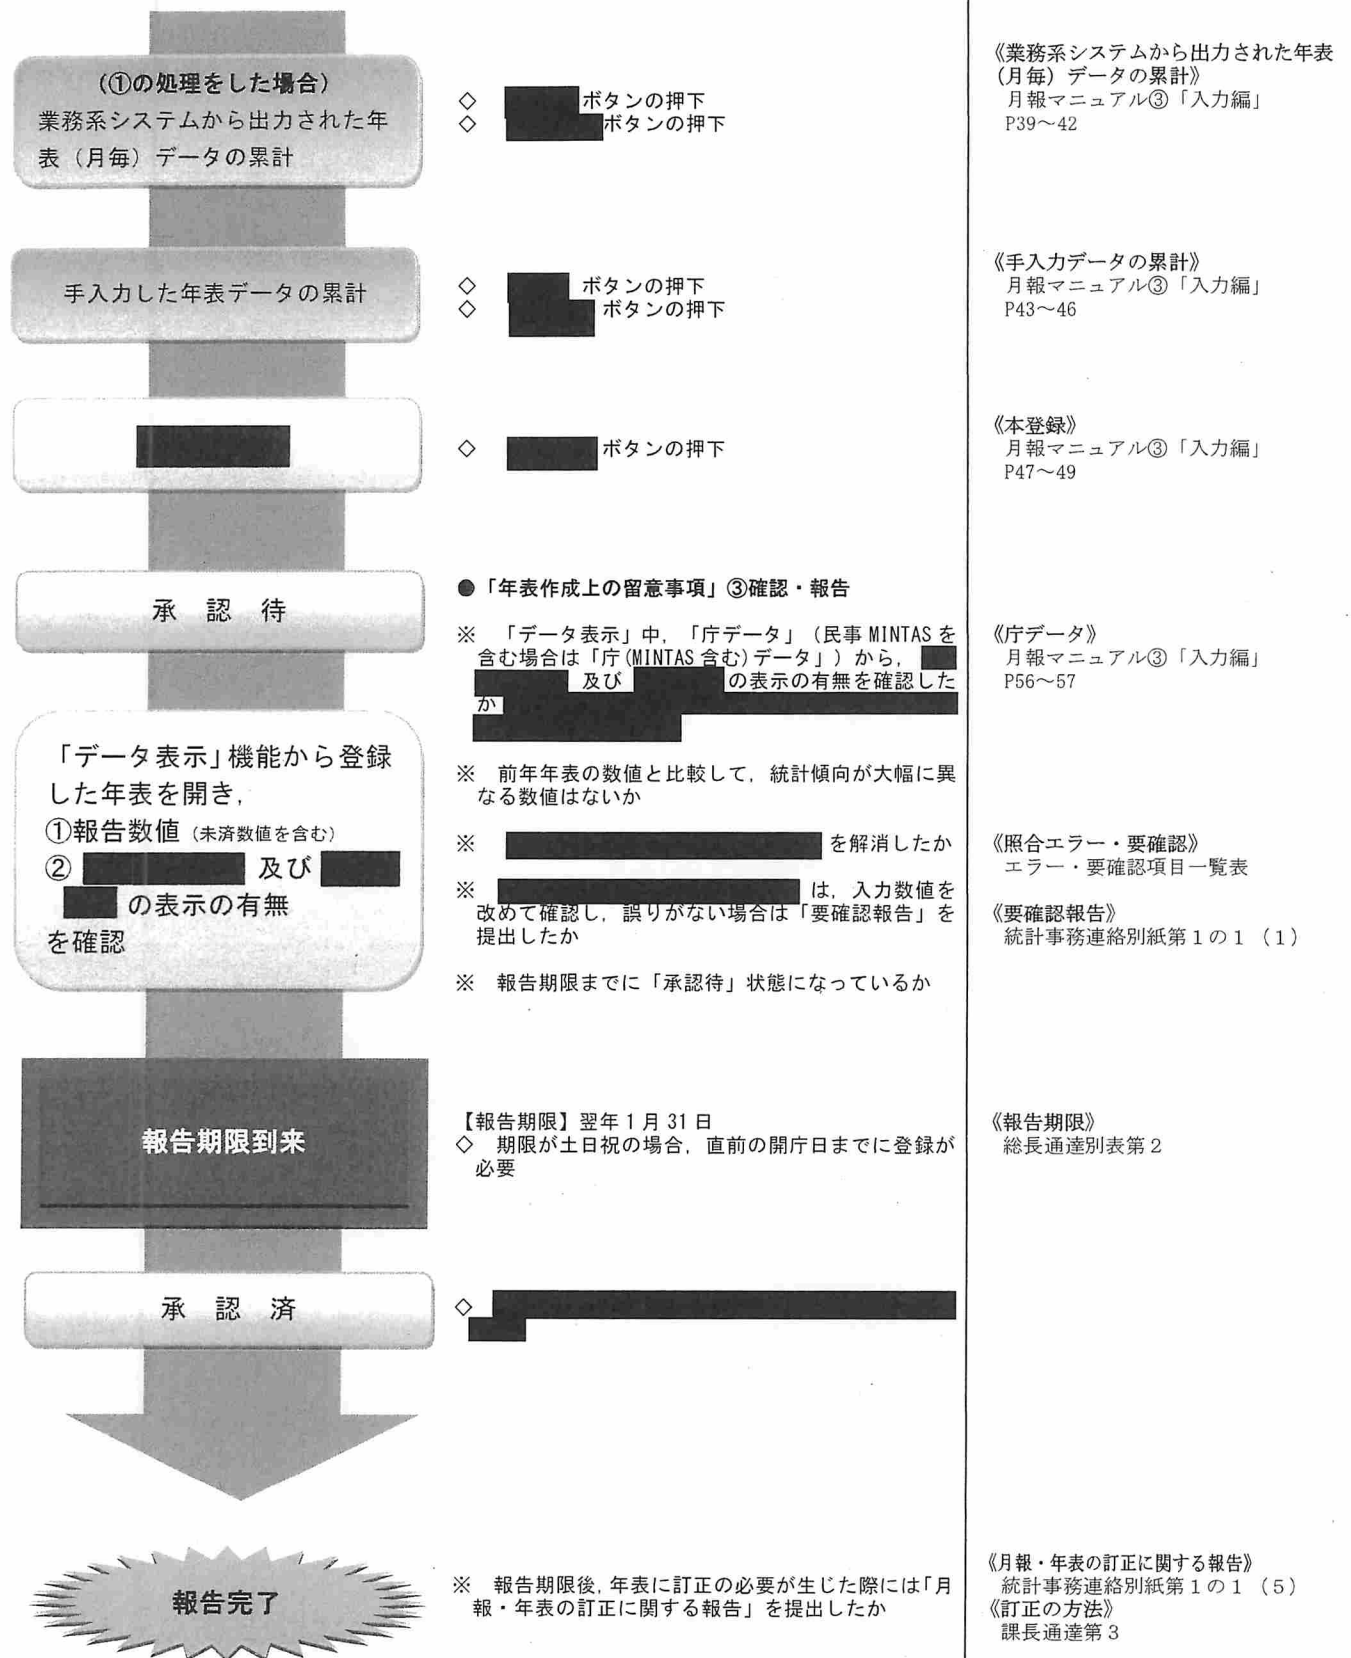 (①の処理をした場合)
業務系システムから出力された年
表（月毎）データの累計
◇ ボタンの押下
◇ ボタンの押下
《業務系システムから出力された年表
(月毎）データの累計》
月報マニュアル③「入力編」
P39～42
手入力した年表データの累計
◇ ボタンの押下
◇ ボタンの押下
《手入力データの累計》
月報マニュアル③「入力編」
P43～46
◇ ボタンの押下
《本登録》
月報マニュアル③「入力編」
P47～49
承 認 待
●「年表作成上の留意事項」③確認・報告
※ 「データ表示」中，「庁データ」（民事 MINTAS を
含む場合は「庁(MINTAS 含む)データ」）から，
及び の表示の有無を確認した
か
《庁データ》
月報マニュアル③「入力編」
P56～57
「データ表示」機能から登録
した年表を開き，
①報告数値（未済数値を含む）
② 及び
の表示の有無
を確認
※ 前年年表の数値と比較して，統計傾向が大幅に異
なる数値はないか
※ を解消したか
《照合エラー・要確認》
エラー・要確認項目一覧表
※ は，入力数値を
改めて確認し，誤りがない場合は「要確認報告」を
提出したか
《要確認報告》
統計事務連絡別紙第１の１（１）
※ 報告期限までに「承認待」状態になっているか
報告期限到来
【報告期限】翌年 1 月 31 日
◇ 期限が土日祝の場合，直前の開庁日までに登録が
必要
《報告期限》
総長通達別表第２
承 認 済
◇
報告完了
※ 報告期限後，年表に訂正の必要が生じた際には「月
報・年表の訂正に関する報告」を提出したか
《月報・年表の訂正に関する報告》
統計事務連絡別紙第１の１（５）
《訂正の方法》
課長通達第３